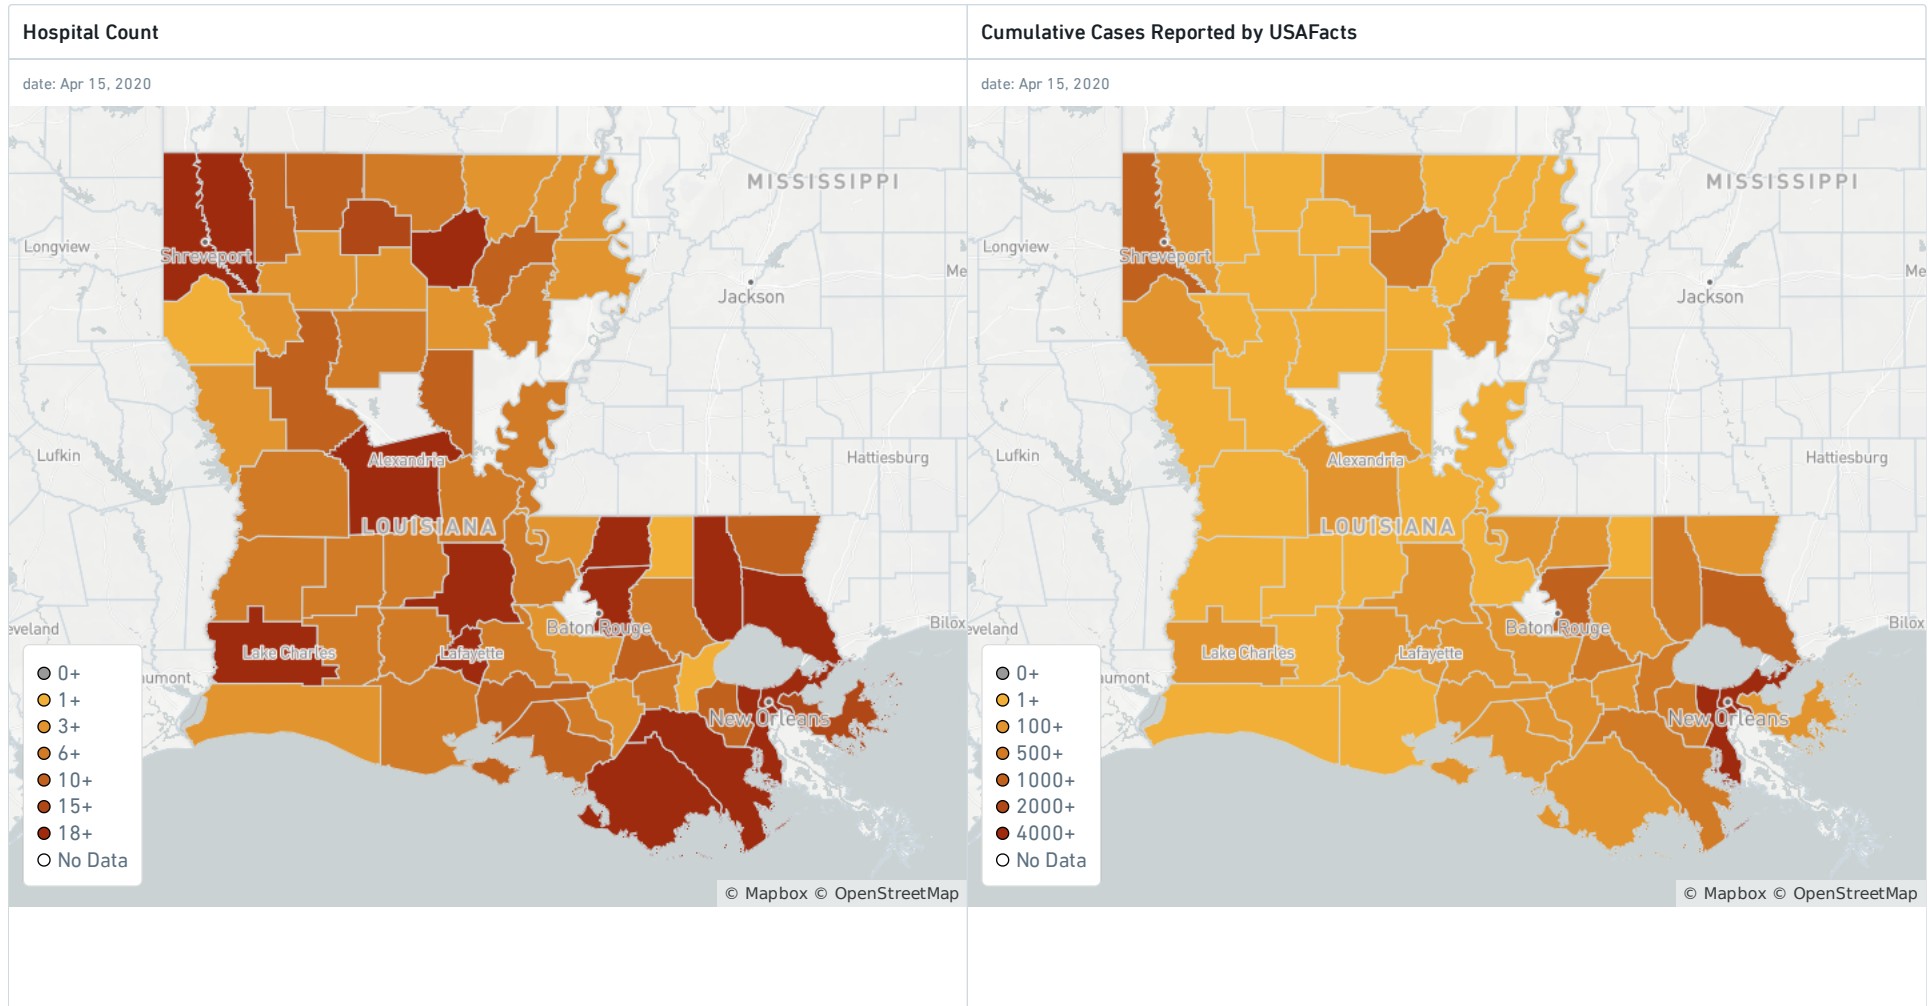 Hospital Count
date: Apr 15, 2020
MISSISSIPPI
Longview
Shreveport
Me
Jackson
Lufkin
Alexandria
Hattiesburg
LOUISIANA
eveland
Baton Rouge
Bilox
Lake Charles
Lafayette
aumont
New Orleans
0+
1+
3+
6+
10+
15+
18+
No Data
© Mapbox © OpenStreetMap
Cumulative Cases Reported by USAFacts
date: Apr 15, 2020
MISSISSIPPI
Longview
Shreveport
Me
Jackson
Lufkin
Alexandria
Hattiesburg
LOUISIANA
eveland
Baton Rouge
Bilox
Lake Charles
Lafayette
aumont
New Orleans
0+
1+
100+
500+
1000+
2000+
4000+
No Data
© Mapbox © OpenStreetMap